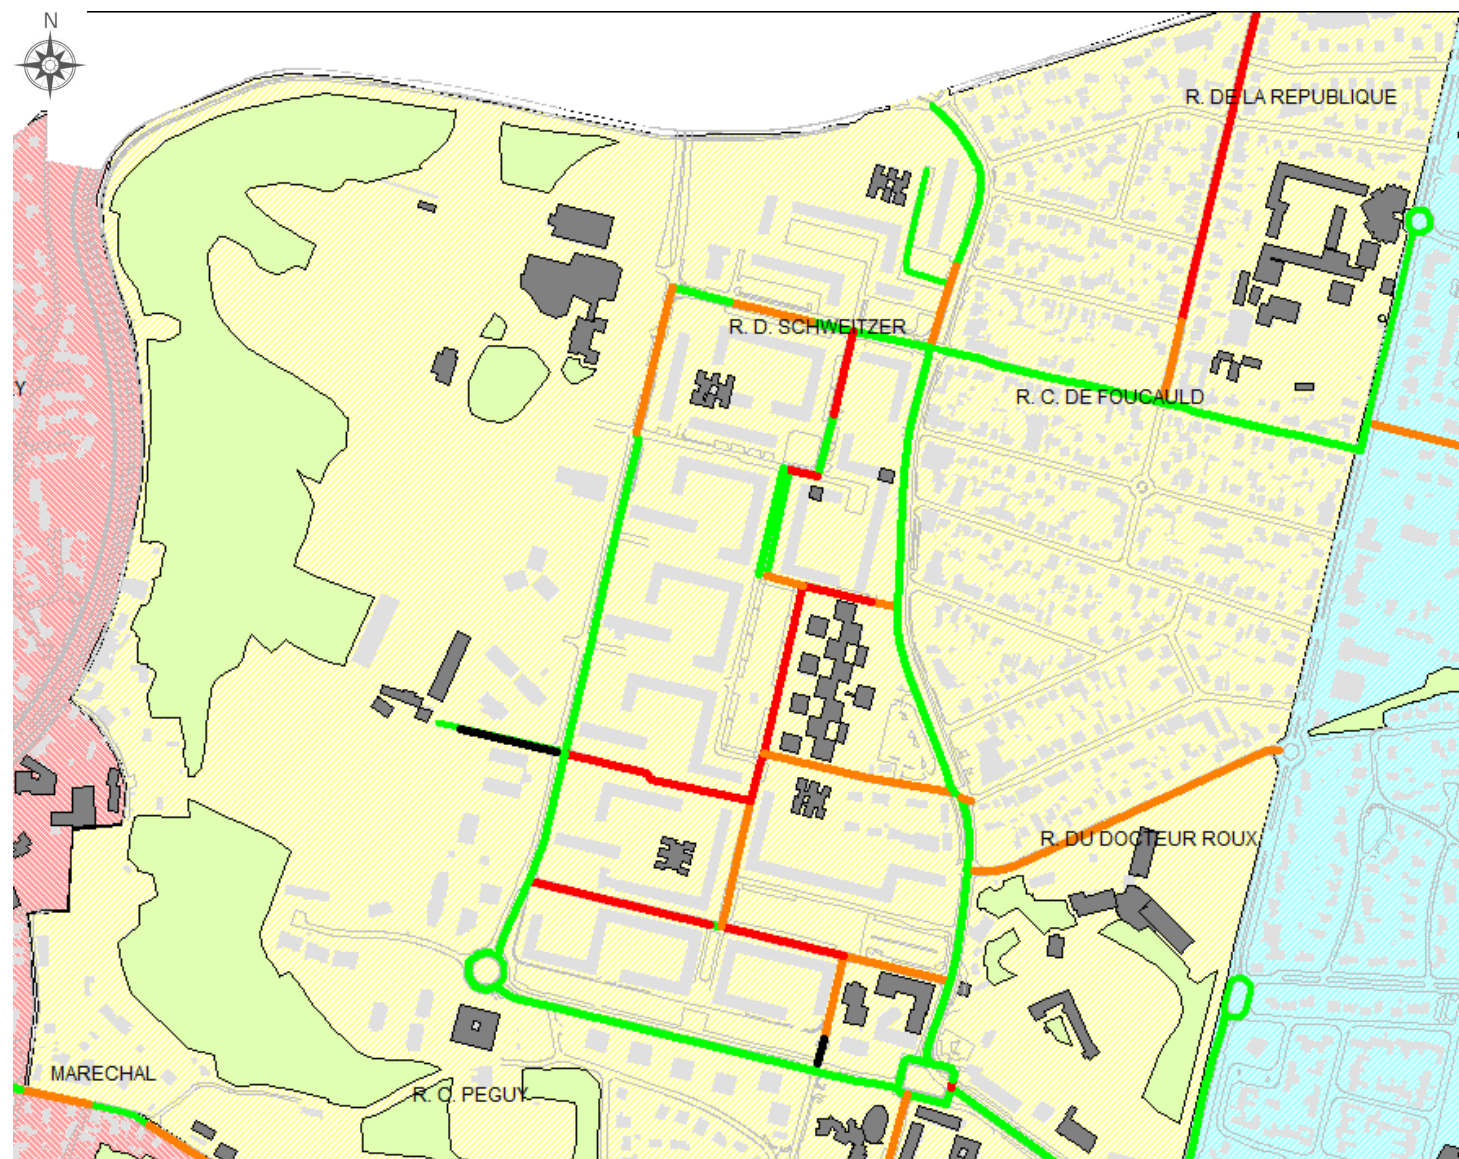 N
R. DE LA REPUBLIQUE
R. D. SCHWEITZER
Y
R. C. DE FOUCAULD
R. DU DOCTEUR ROUX
MARECHAL
R. C. PEGUY